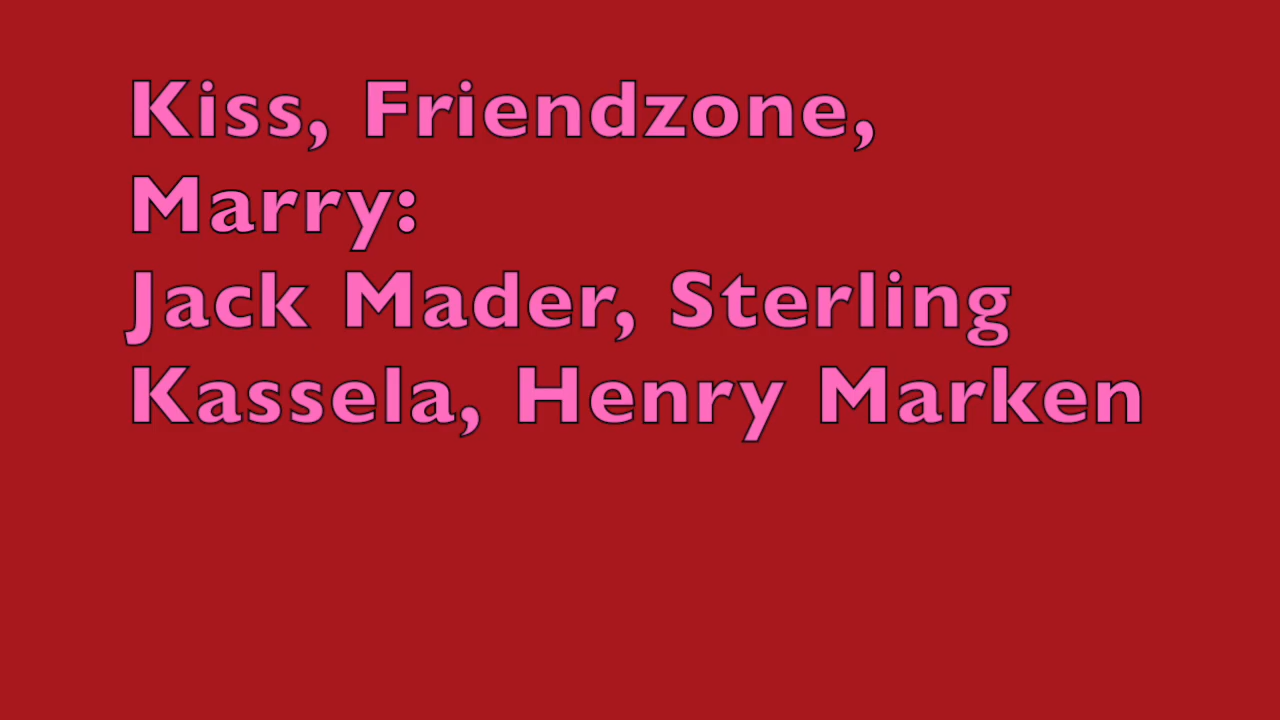 Kiss, Friendzone,
Marry:
Jack Mader, Sterling
Kassela, Henry Marken